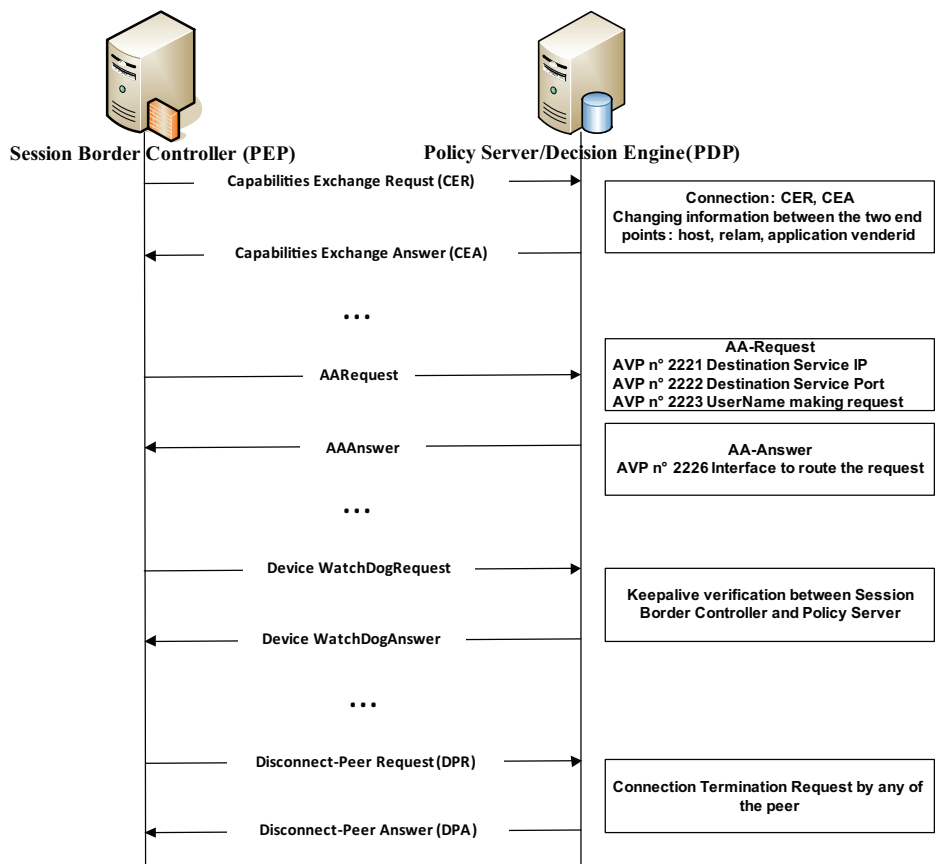 Session Border Controller (PEP)
Policy Server/Decision Engine(PDP)
Capabilities Exchange Requst (CER)
Connection: CER, CEA
Changing information between the two end
points: host, relam, application venderid
Capabilities Exchange Answer (CEA)
...
AA-Request
AVP n° 2221 Destination Service IP
AVP n° 2222 Destination Service Port
AVP n° 2223 UserName making request
AARequest
AAAnswer
AA-Answer
AVP n° 2226 Interface to route the request
...
Device WatchDogRequest
Keepalive verification between Session
Border Controller and Policy Server
Device WatchDogAnswer
...
Disconnect-Peer Request (DPR)
Connection Termination Request by any of
the peer
Disconnect-Peer Answer (DPA)